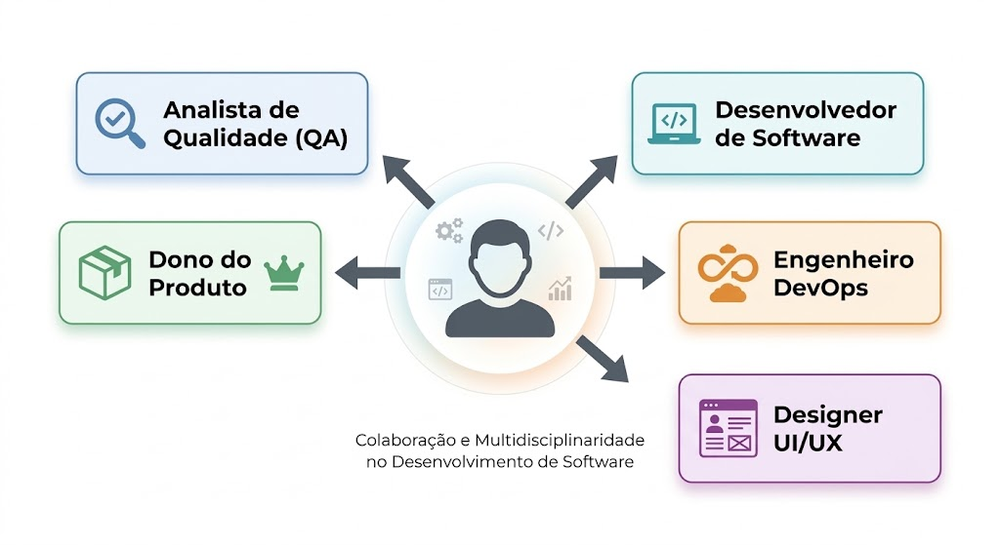 Analista de
Qualidade (QA)
Desenvolvedor
de Software
Dono do
Produto
Engenheiro
DevOps
Designer
UI/UX
Colaboração e Multidisciplinaridade
no Desenvolvimento de Software